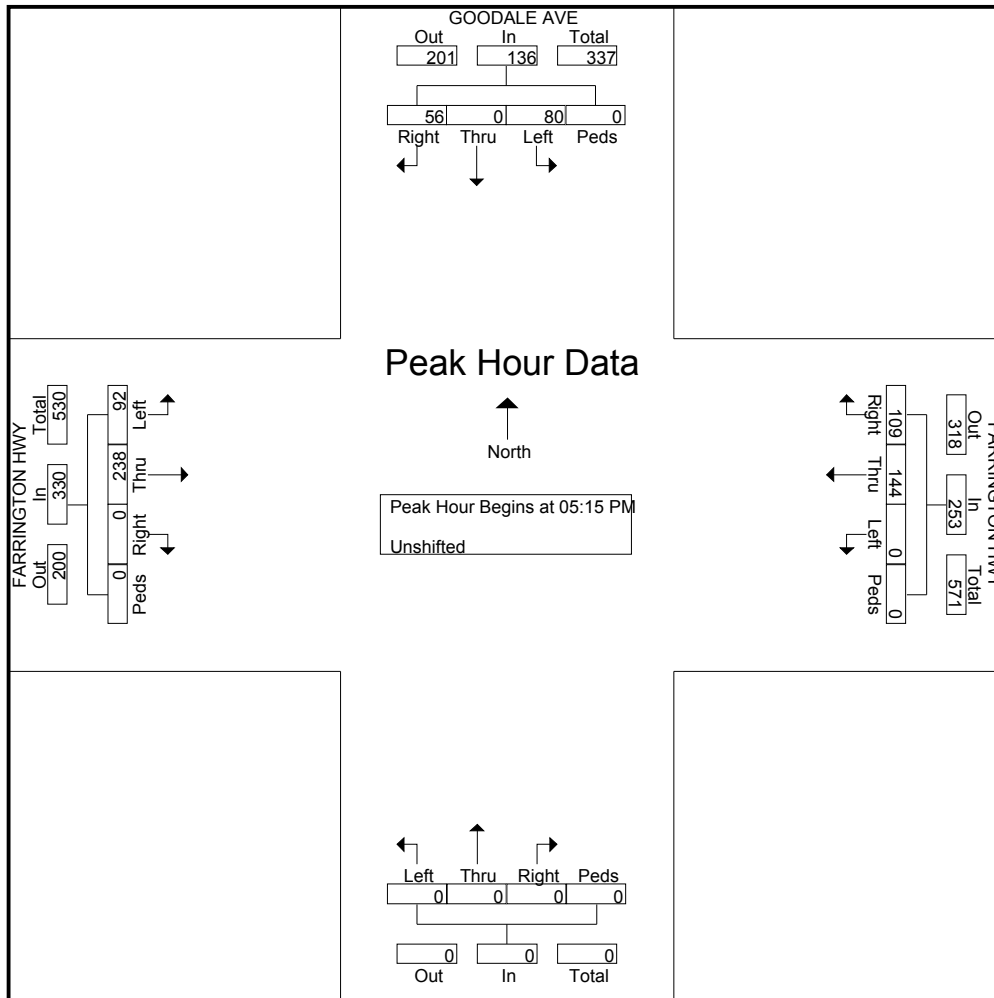 GOODALE AVE
Out In Total
201 136 337
56 0 80 0
Right Thru Left Peds
Peak Hour Data
North
Peak Hour Begins at 05:15 PM
Unshifted
FARRINGTON HWY
Out In Total
200 330 530
92 238 0 0
Left Thru Right Peds
FARRINGTON HWY
Out In Total
318 253 571
109 144 0 0
Right Thru Left Peds
Left Thru Right Peds
0 0 0 0
0 0 0
Out In Total